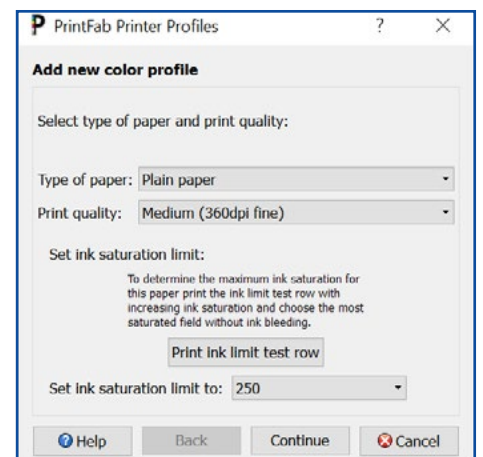 PrintFab Printer Profiles ? ×
Add new color profile
Select type of paper and print quality:
Type of paper: Plain paper
Print quality: Medium (360dpi fine)
Set ink saturation limit:
To determine the maximum ink saturation for
this paper print the ink limit test row with
increasing ink saturation and choose the most
saturated field without ink bleeding.
Print ink limit test row
Set ink saturation limit to: 250
Help Back Continue Cancel